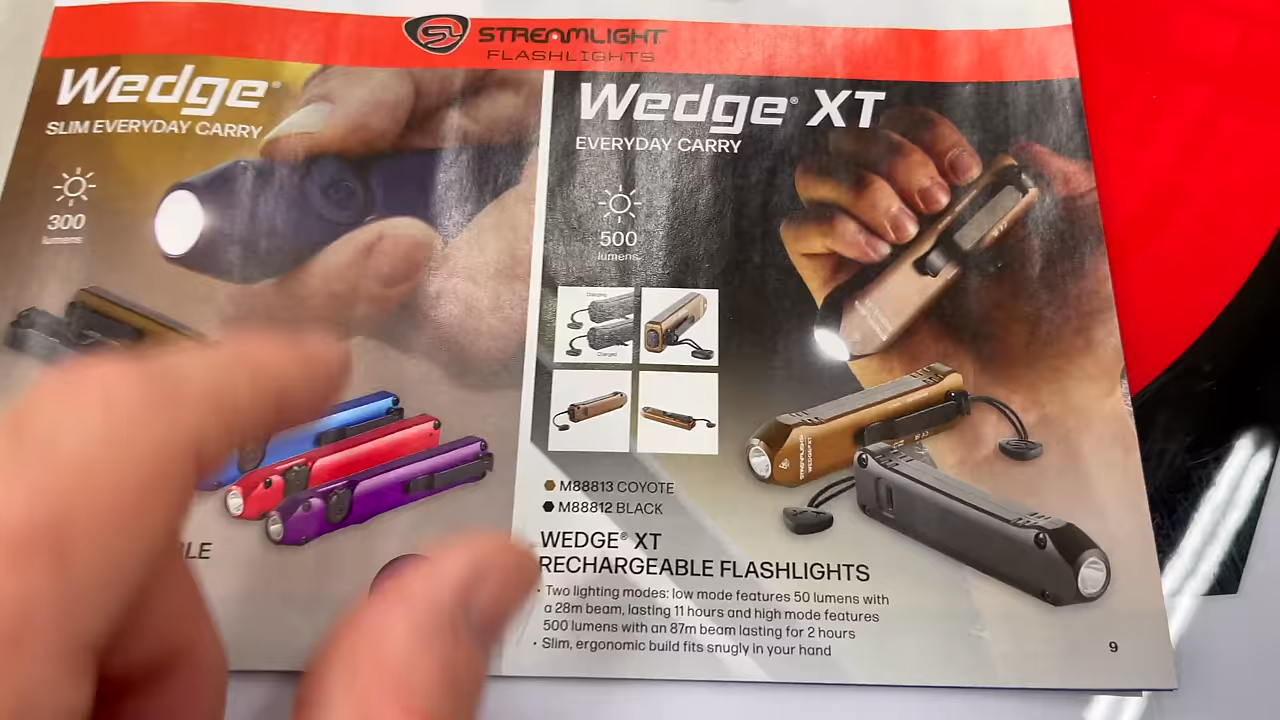 STREAMLIGHT
FLASHLIGHTS
Wedge®
SLIM EVERYDAY CARRY
300
lumens
Wedge® XT
EVERYDAY CARRY
500
lumens
Charging
Charged
M88813 COYOTE
M88812 BLACK
WEDGE® XT
RECHARGEABLE FLASHLIGHTS
· Two lighting modes: low mode features 50 lumens with
a 28m beam, lasting 11 hours and high mode features
500 lumens with an 87m beam lasting for 2 hours
· Slim, ergonomic build fits snugly in your hand
9